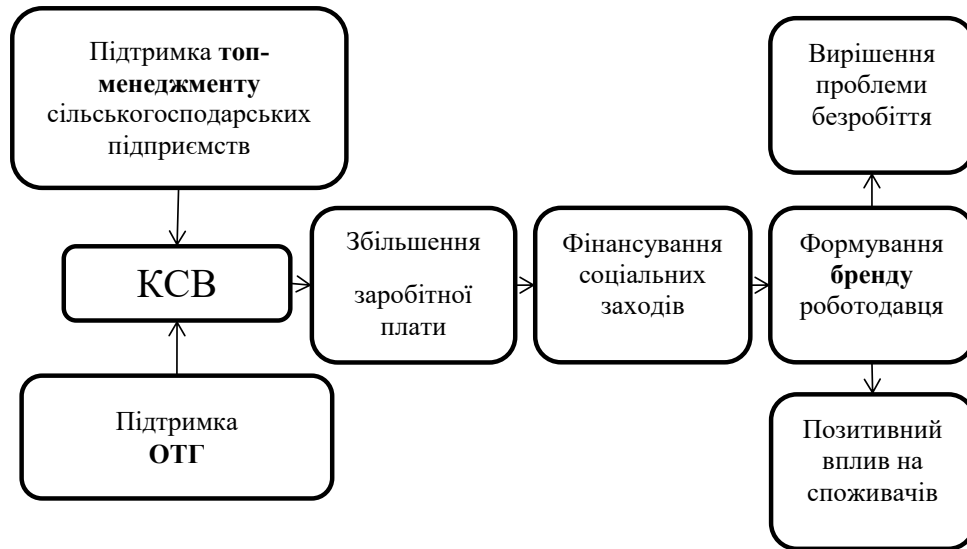 Підтримка топ-
менеджменту
сільськогосподарських
підприємств
КСВ
Підтримка
ОТГ
Збільшення
заробітної
плати
Фінансування
соціальних
заходів
Формування
бренду
роботодавця
Вирішення
проблеми
безробіття
Позитивний
вплив на
споживачів